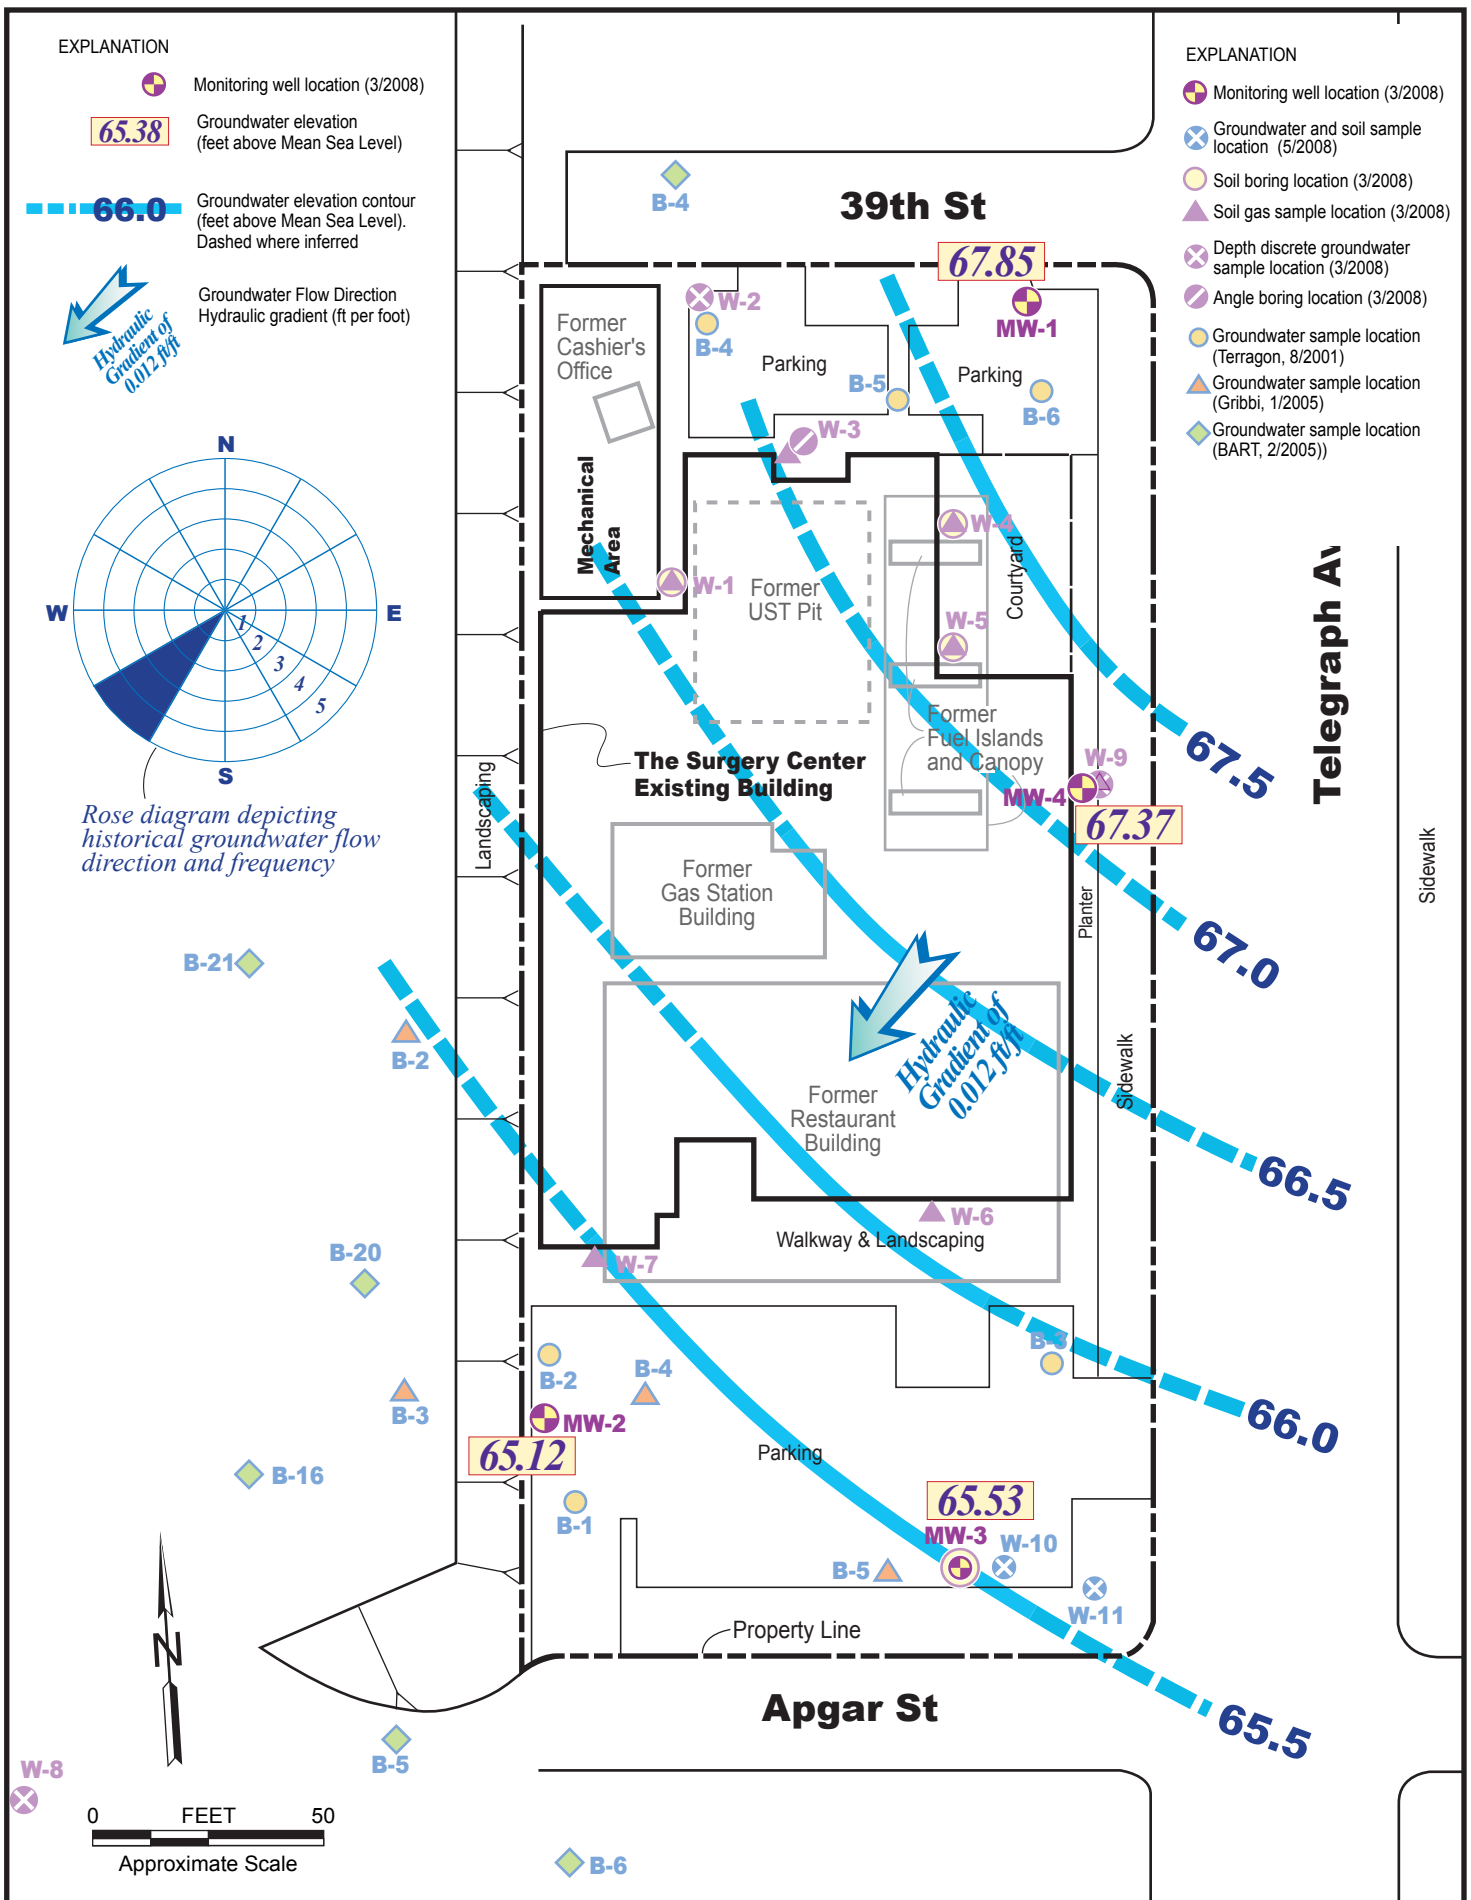 EXPLANATION
Monitoring well location (3/2008)
65.38
Groundwater elevation
(feet above Mean Sea Level)
66.0
Groundwater elevation contour
(feet above Mean Sea Level).
Dashed where inferred
Groundwater Flow Direction
Hydraulic gradient (ft per foot)
Hydraulic
Gradient of
0.012 ft/ft
EXPLANATION
Monitoring well location (3/2008)
Groundwater and soil sample
location (5/2008)
Soil boring location (3/2008)
Soil gas sample location (3/2008)
Depth discrete groundwater
sample location (3/2008)
Angle boring location (3/2008)
Groundwater sample location
(Terragon, 8/2001)
Groundwater sample location
(Gribbi, 1/2005)
Groundwater sample location
(BART, 2/2005))
N
W
E
S
1
2
3
4
5
Rose diagram depicting
historical groundwater flow
direction and frequency
B-4
39th St
67.85
MW-1
W-2
B-4
Former
Cashier's
Office
Parking
B-5
Parking
B-6
W-3
Mechanical
Area
W-4
W-1
Former
UST Pit
Courtyard
W-5
Telegraph Av
Former
Fuel Islands
and Canopy
67.5
The Surgery Center
Existing Building
W-9
MW-4
67.37
Landscaping
Former
Gas Station
Building
Planter
Sidewalk
67.0
B-21
B-2
Hydraulic
Gradient of
0.012 ft/ft
Sidewalk
Former
Restaurant
Building
66.5
W-6
Walkway & Landscaping
B-20
W-7
B-3
B-2
B-4
B-3
66.0
MW-2
65.12
Parking
B-16
65.53
B-1
MW-3
W-10
B-5
W-11
N
Property Line
Apgar St
65.5
B-5
W-8
0
FEET
50
Approximate Scale
B-6